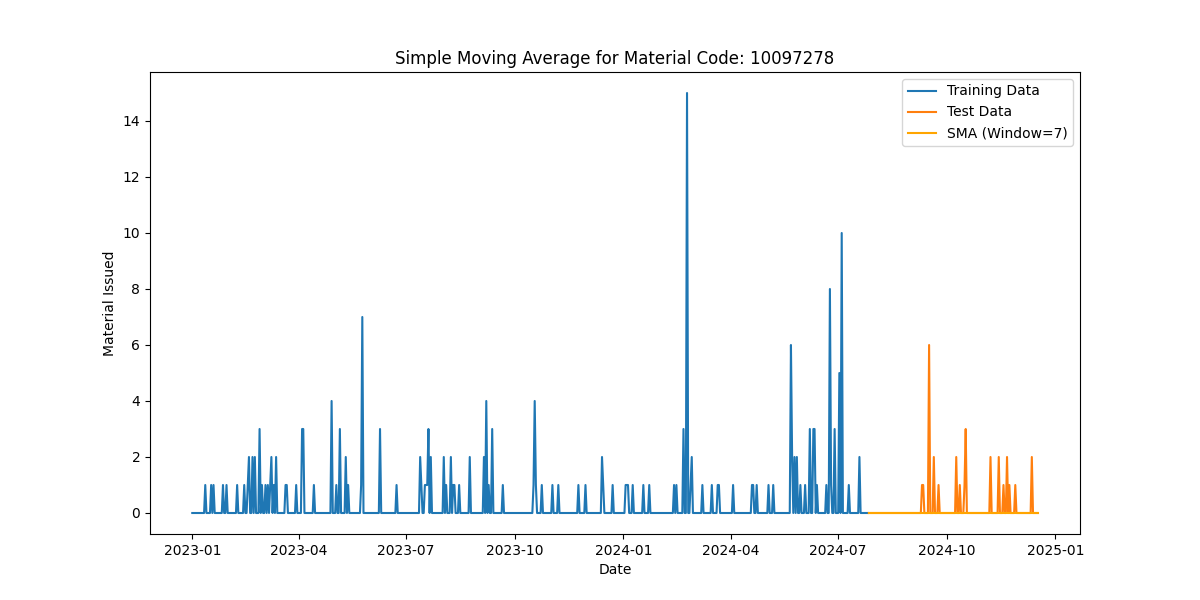 Simple Moving Average for Material Code: 10097278
Training Data
Test Data
SMA (Window=7)
Material Issued
14
12
10
8
6
4
2
0
2023-01 2023-04 2023-07 2023-10 2024-01 2024-04 2024-07 2024-10 2025-01
Date